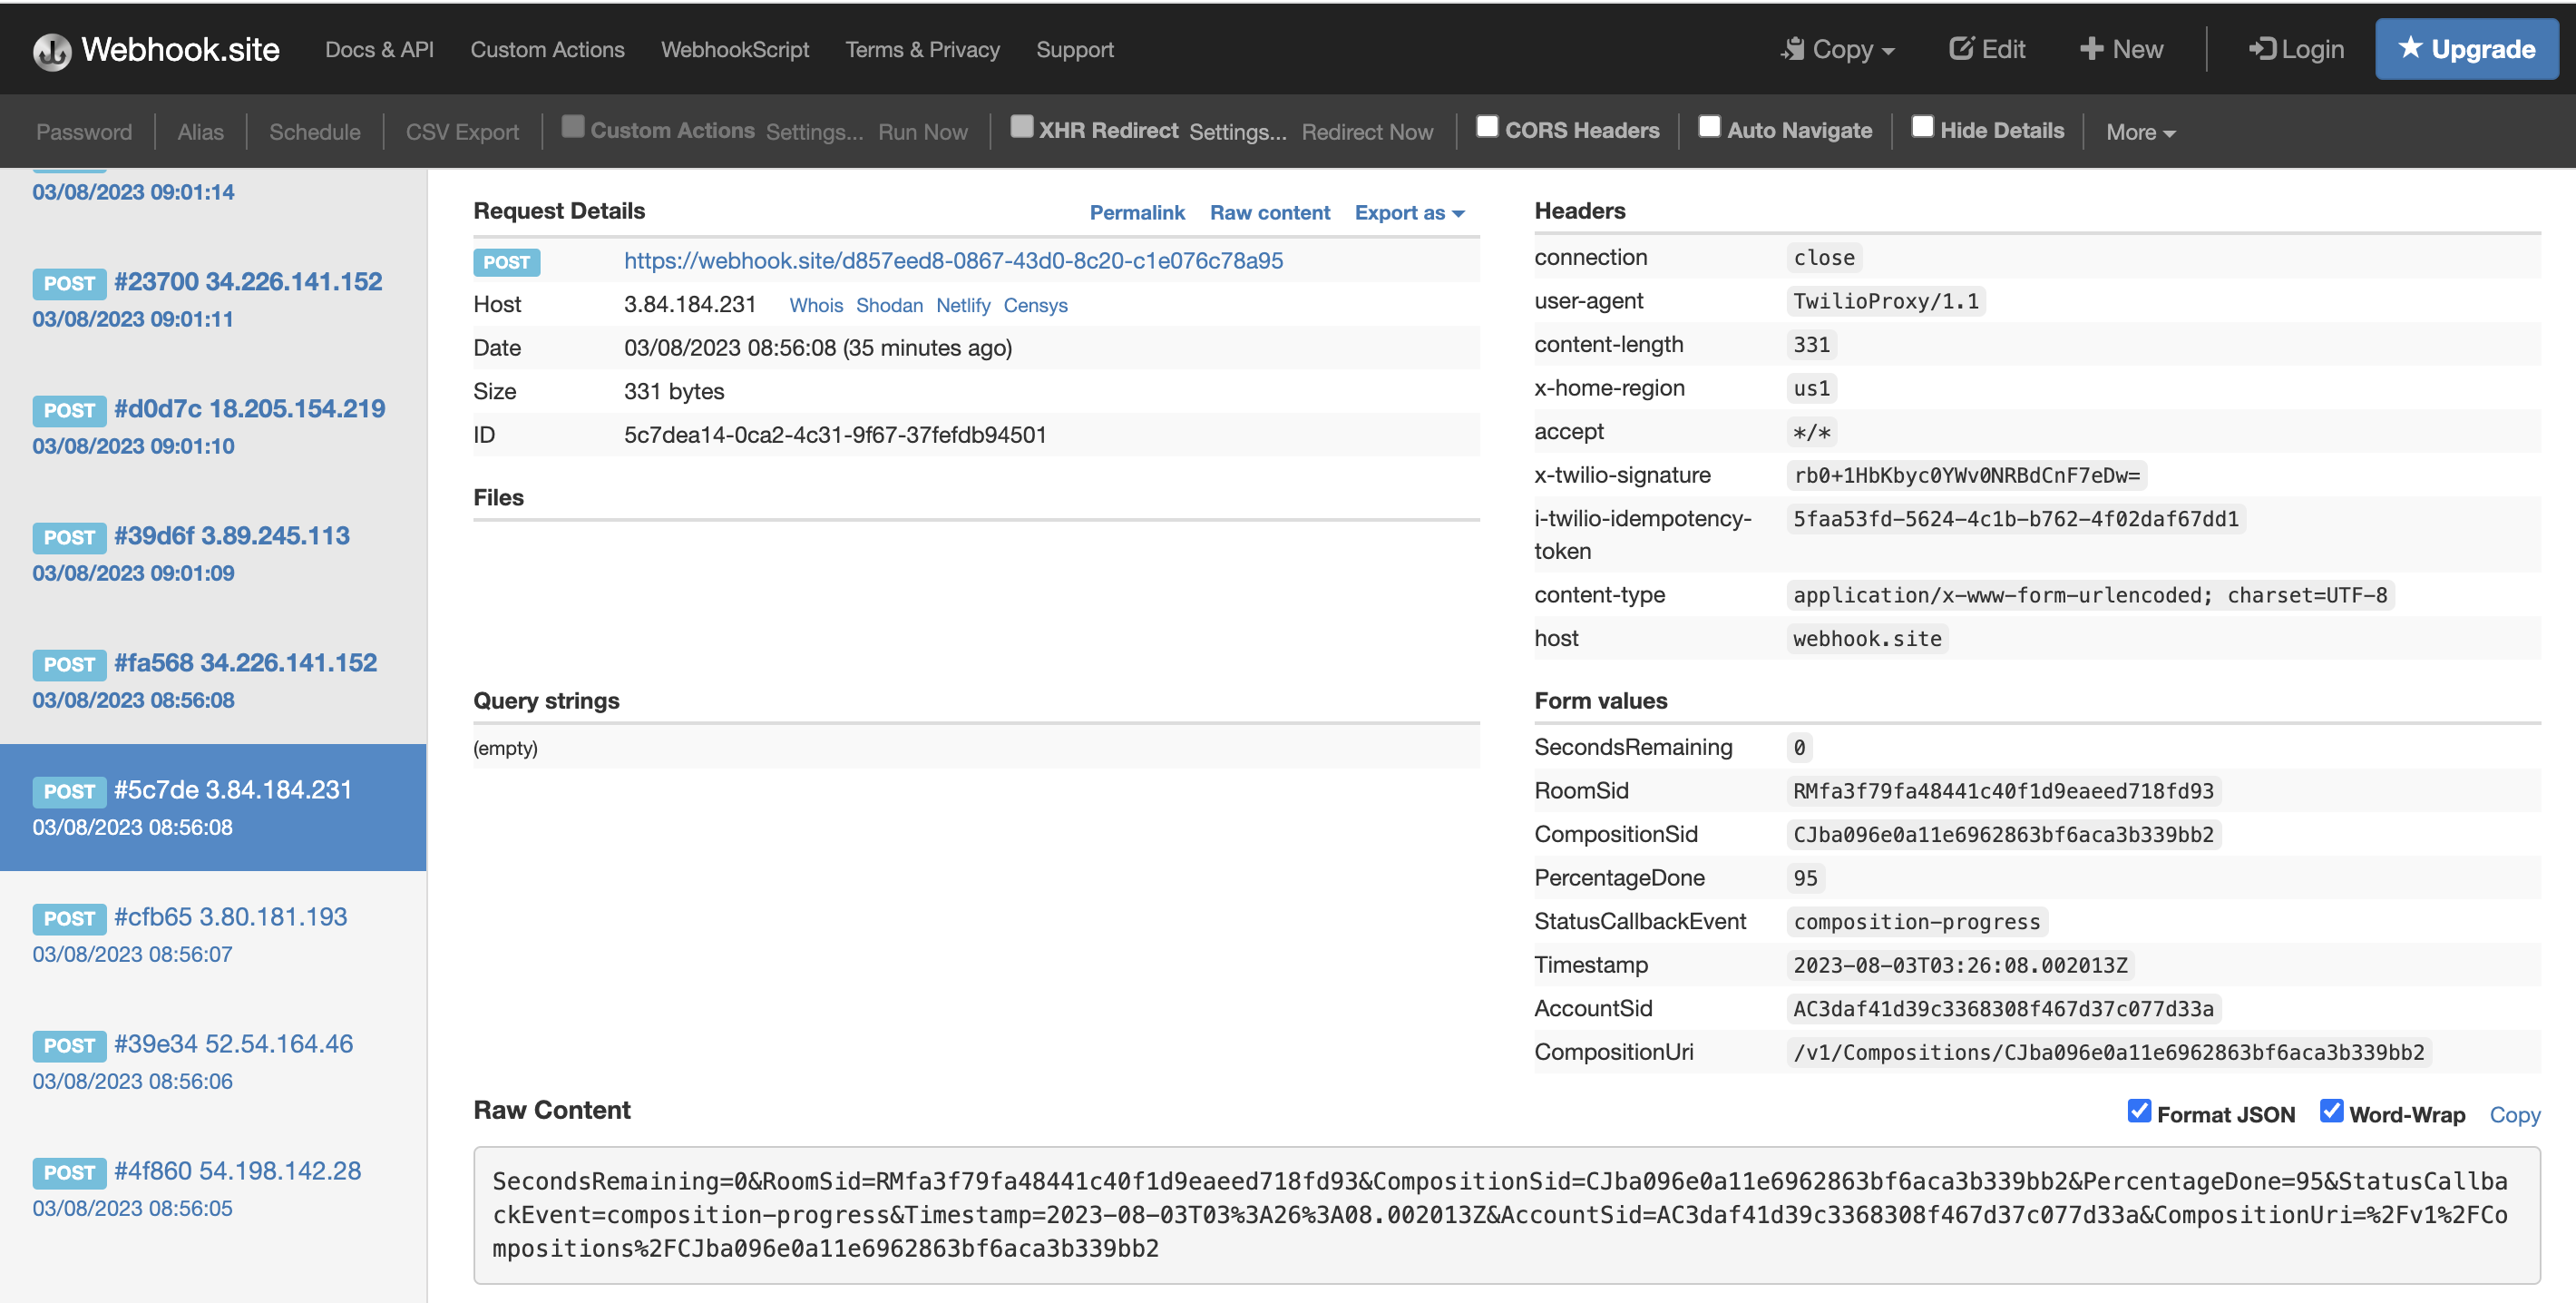 Webhook.site Docs & API Custom Actions WebhookScript Terms & Privacy Support Copy Edit New Login Upgrade
Password Alias Schedule CSV Export Custom Actions Settings... Run Now XHR Redirect Settings... Redirect Now CORS Headers Auto Navigate Hide Details More
03/08/2023 09:01:14
POST #23700 34.226.141.152
03/08/2023 09:01:11
POST #d0d7c 18.205.154.219
03/08/2023 09:01:10
POST #39d6f 3.89.245.113
03/08/2023 09:01:09
POST #fa568 34.226.141.152
03/08/2023 08:56:08
POST #5c7de 3.84.184.231
03/08/2023 08:56:08
POST #cfb65 3.80.181.193
03/08/2023 08:56:07
POST #39e34 52.54.164.46
03/08/2023 08:56:06
POST #4f860 54.198.142.28
03/08/2023 08:56:05
Request Details Permalink Raw content Export as
POST https://webhook.site/d857eed8-0867-43d0-8c20-c1e076c78a95
Host 3.84.184.231 Whois Shodan Netlify Censys
Date 03/08/2023 08:56:08 (35 minutes ago)
Size 331 bytes
ID 5c7dea14-0ca2-4c31-9f67-37fefdb94501
Files
Query strings
(empty)
Headers
connection close
user-agent TwilioProxy/1.1
content-length 331
x-home-region us1
accept */*
x-twilio-signature rb0+1HbKbyc0YWv0NRBdCnF7eDw=
i-twilio-idempotency- 5faa53fd-5624-4c1b-b762-4f02daf67dd1
token
content-type application/x-www-form-urlencoded; charset=UTF-8
host webhook.site
Form values
SecondsRemaining 0
RoomSid RMfa3f79fa48441c40f1d9eaeed718fd93
CompositionSid CJba096e0a11e6962863bf6aca3b339bb2
PercentageDone 95
StatusCallbackEvent composition-progress
Timestamp 2023-08-03T03:26:08.002013Z
AccountSid AC3daf41d39c3368308f467d37c077d33a
CompositionUri /v1/Compositions/CJba096e0a11e6962863bf6aca3b339bb2
Raw Content Format JSON Word-Wrap Copy
SecondsRemaining=0&RoomSid=RMfa3f79fa48441c40f1d9eaeed718fd93&CompositionSid=CJba096e0a11e6962863bf6aca3b339bb2&PercentageDone=95&StatusCallba
ckEvent=composition-progress&Timestamp=2023-08-03T03%3A26%3A08.002013Z&AccountSid=AC3daf41d39c3368308f467d37c077d33a&CompositionUri=%2Fv1%2FCo
mpositions%2FCJba096e0a11e6962863bf6aca3b339bb2